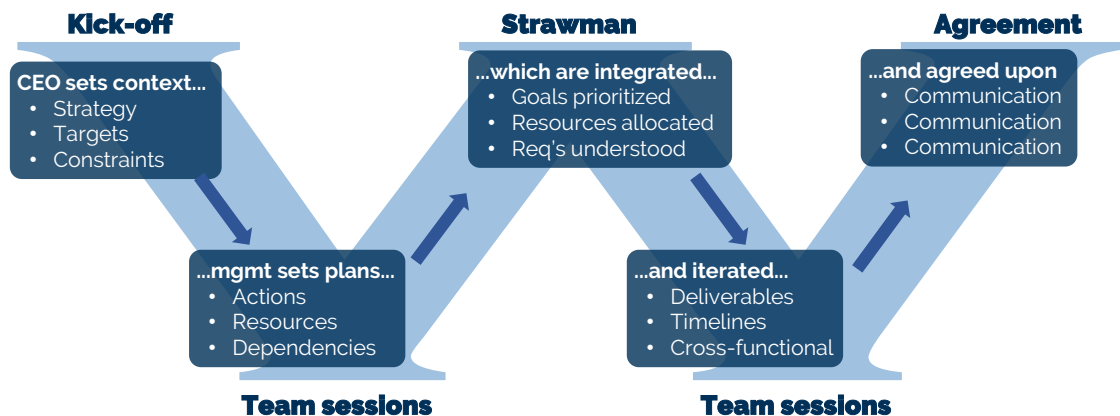 Kick-off
CEO sets context...
• Strategy
• Targets
• Constraints
...mgmt sets plans...
• Actions
• Resources
• Dependencies
Team sessions
Strawman
...which are integrated...
• Goals prioritized
• Resources allocated
• Req's understood
...and iterated...
• Deliverables
• Timelines
• Cross-functional
Team sessions
Agreement
...and agreed upon
• Communication
• Communication
• Communication